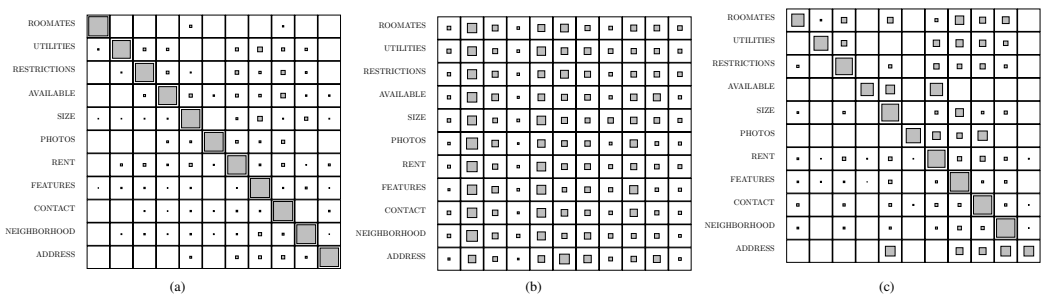 ROOMATES
UTILITIES
RESTRICTIONS
AVAILABLE
SIZE
PHOTOS
RENT
FEATURES
CONTACT
NEIGHBORHOOD
ADDRESS
(a)
ROOMATES
UTILITIES
RESTRICTIONS
AVAILABLE
SIZE
PHOTOS
RENT
FEATURES
CONTACT
NEIGHBORHOOD
ADDRESS
(b)
ROOMATES
UTILITIES
RESTRICTIONS
AVAILABLE
SIZE
PHOTOS
RENT
FEATURES
CONTACT
NEIGHBORHOOD
ADDRESS
(c)